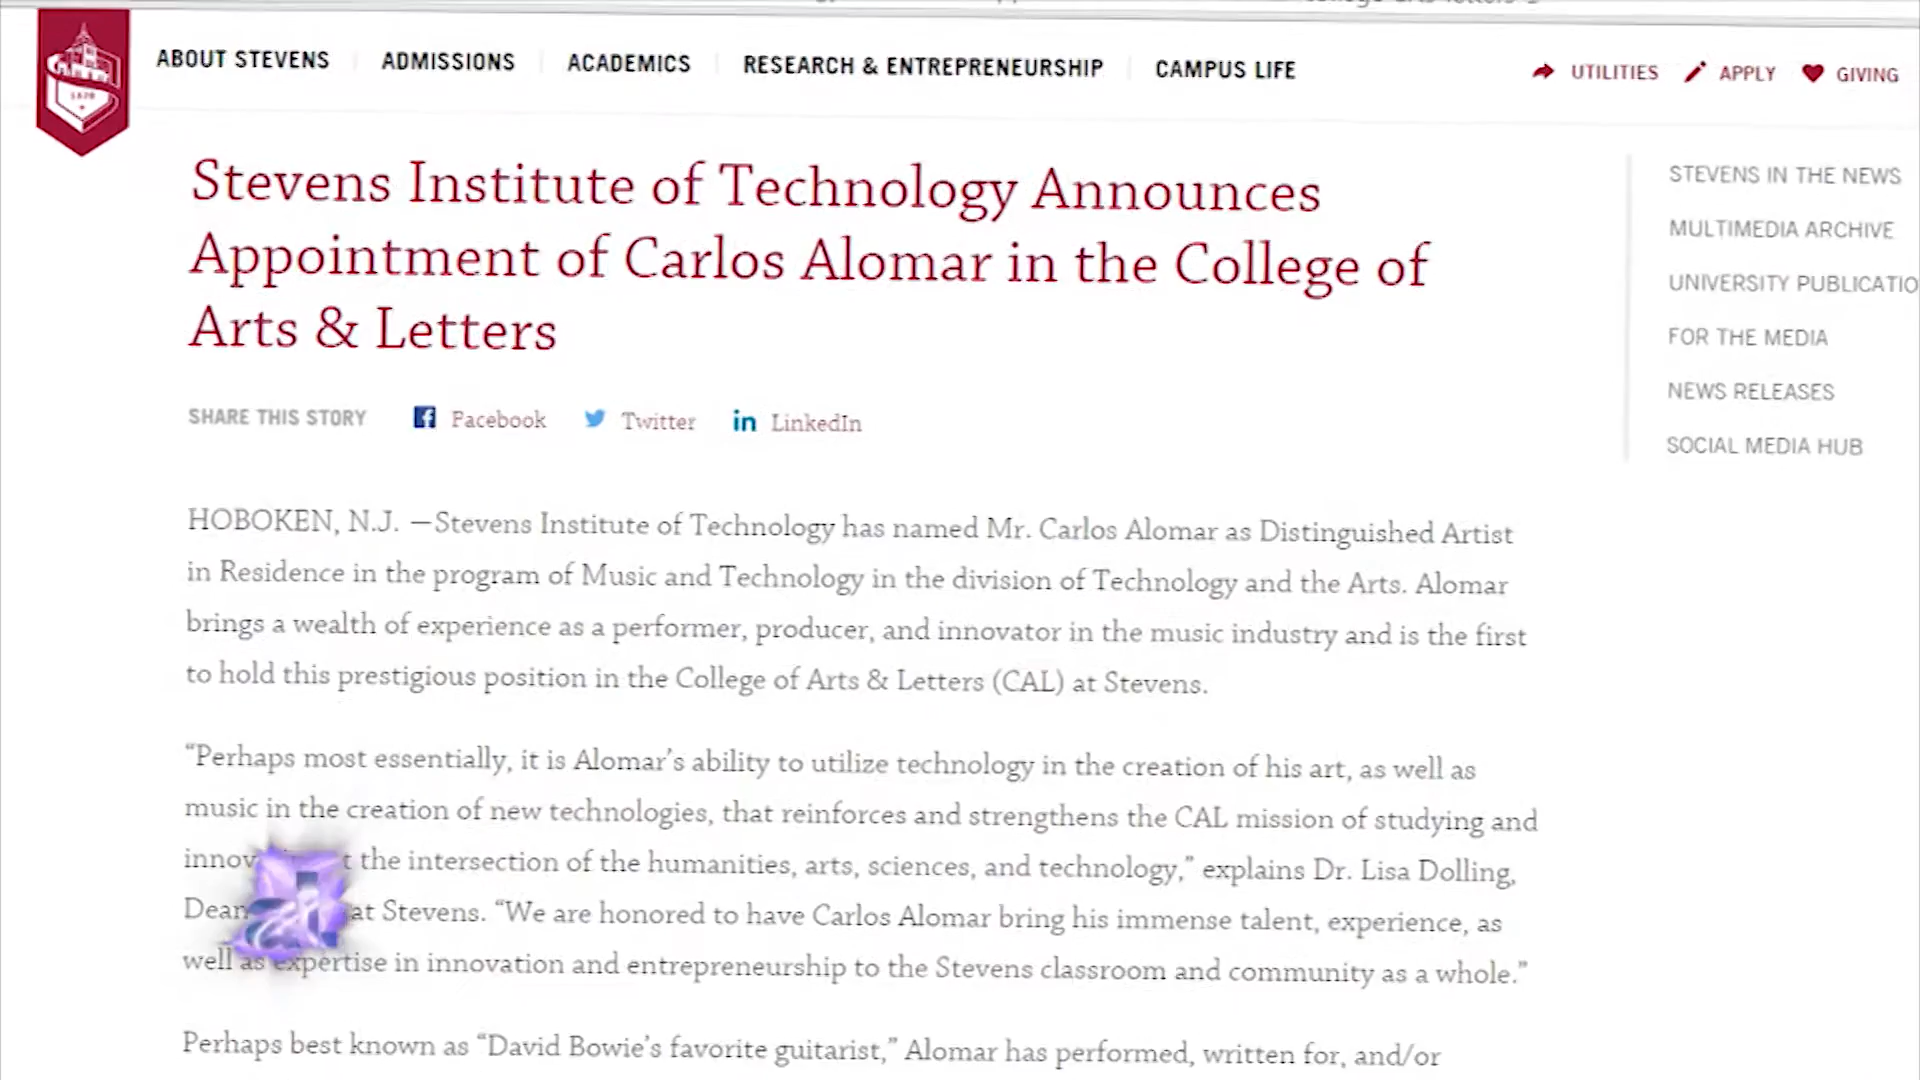 ABOUT STEVENS ADMISSIONS ACADEMICS RESEARCH & ENTREPRENEURSHIP CAMPUS LIFE UTILITIES APPLY GIVING
1870
Stevens Institute of Technology Announces
Appointment of Carlos Alomar in the College of
Arts & Letters
STEVENS IN THE NEWS
MULTIMEDIA ARCHIVE
UNIVERSITY PUBLICATIO
FOR THE MEDIA
NEWS RELEASES
SOCIAL MEDIA HUB
SHARE THIS STORY Facebook Twitter LinkedIn
HOBOKEN, N.J. —Stevens Institute of Technology has named Mr. Carlos Alomar as Distinguished Artist
in Residence in the program of Music and Technology in the division of Technology and the Arts. Alomar
brings a wealth of experience as a performer, producer, and innovator in the music industry and is the first
to hold this prestigious position in the College of Arts & Letters (CAL) at Stevens.
“Perhaps most essentially, it is Alomar’s ability to utilize technology in the creation of his art, as well as
music in the creation of new technologies, that reinforces and strengthens the CAL mission of studying and
innov t the intersection of the humanities, arts, sciences, and technology,” explains Dr. Lisa Dolling,
Dean at Stevens. “We are honored to have Carlos Alomar bring his immense talent, experience, as
well as expertise in innovation and entrepreneurship to the Stevens classroom and community as a whole.”
Perhaps best known as “David Bowie’s favorite guitarist,” Alomar has performed, written for, and/or